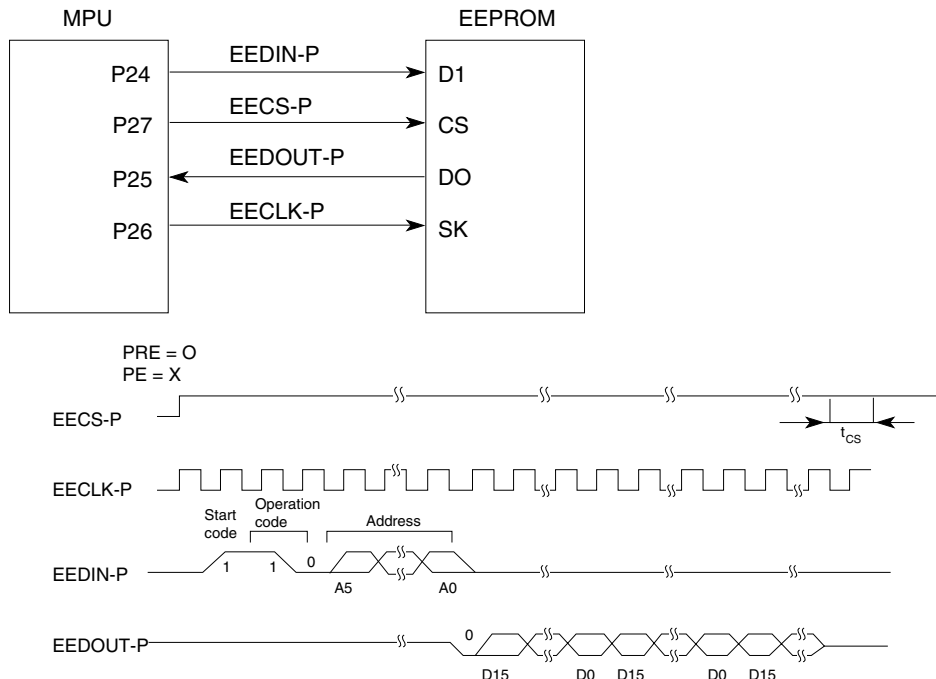 MPU EEPROM
P24 EEDIN-P D1
P27 EECS-P CS
P25 EEDOUT-P DO
P26 EECLK-P SK
PRE = O
PE = X
EECS-P
tCS
EECLK-P
Start code
Operation code
Address
EEDIN-P
1 1 0
A5 A0
EEDOUT-P
0
D15 D0 D15 D0 D15